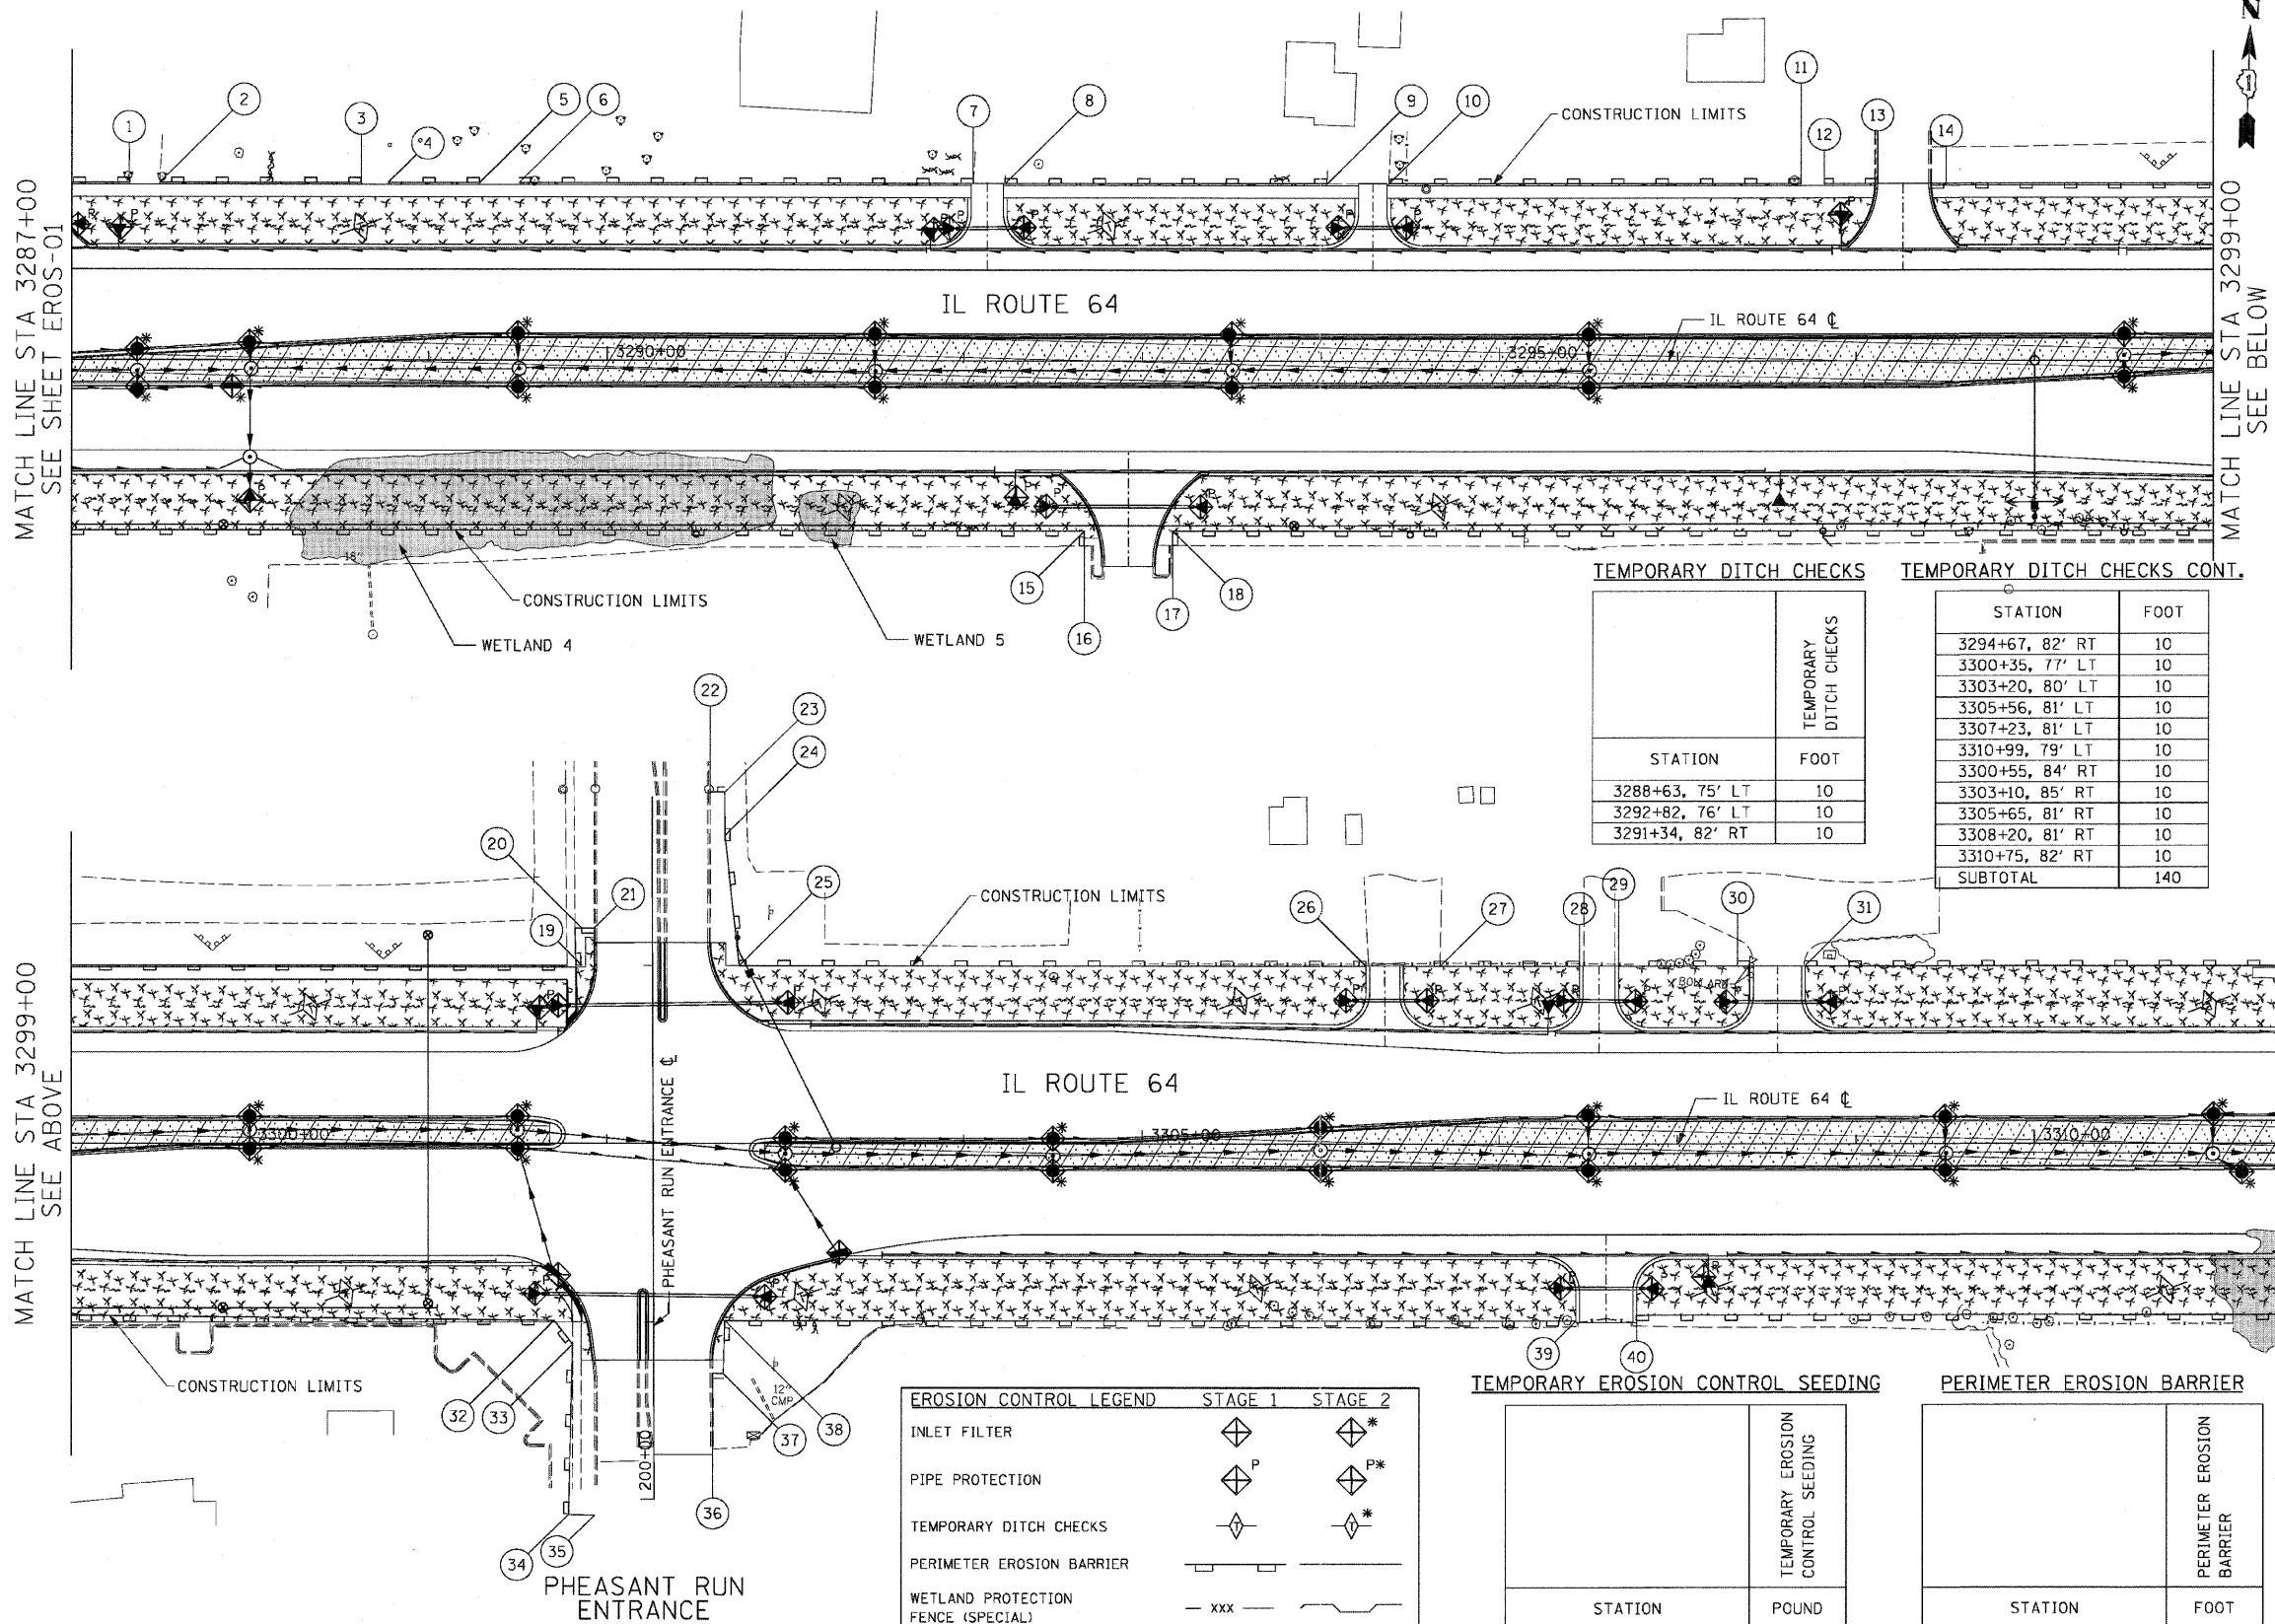 N
1
2
3
4
5
6
7
8
9
10
11
12
13
14
CONSTRUCTION LIMITS
MATCH LINE STA 3287+00
SEE SHEET EROS-01
IL ROUTE 64
IL ROUTE 64 ℄
3290+00
3295+00
MATCH LINE STA 3299+00
SEE BELOW
18"
CONSTRUCTION LIMITS
WETLAND 4
WETLAND 5
15
16
17
18
TEMPORARY DITCH CHECKS
TEMPORARY DITCH CHECKS
STATION FOOT
3288+63, 75' LT 10
3292+82, 76' LT 10
3291+34, 82' RT 10
TEMPORARY DITCH CHECKS CONT.
STATION FOOT
3294+67, 82' RT 10
3300+35, 77' LT 10
3303+20, 80' LT 10
3305+56, 81' LT 10
3307+23, 81' LT 10
3310+99, 79' LT 10
3300+55, 84' RT 10
3303+10, 85' RT 10
3305+65, 81' RT 10
3308+20, 81' RT 10
3310+75, 82' RT 10
SUBTOTAL 140
22
23
24
20
21
19
25
CONSTRUCTION LIMITS
26
27
28
29
30
31
MATCH LINE STA 3299+00
SEE ABOVE
IL ROUTE 64
IL ROUTE 64 ℄
PHEASANT RUN ENTRANCE ℄
3300+00
3305+00
3310+00
CONSTRUCTION LIMITS
32
33
34
35
36
37
38
39
40
12"
CMP
200+00
PHEASANT RUN
ENTRANCE
EROSION CONTROL LEGEND STAGE 1 STAGE 2
INLET FILTER *
PIPE PROTECTION P P*
TEMPORARY DITCH CHECKS T T *
PERIMETER EROSION BARRIER
WETLAND PROTECTION
FENCE (SPECIAL) XXX
TEMPORARY EROSION CONTROL SEEDING
TEMPORARY EROSION
CONTROL SEEDING
STATION POUND
PERIMETER EROSION BARRIER
PERIMETER EROSION
BARRIER
STATION FOOT